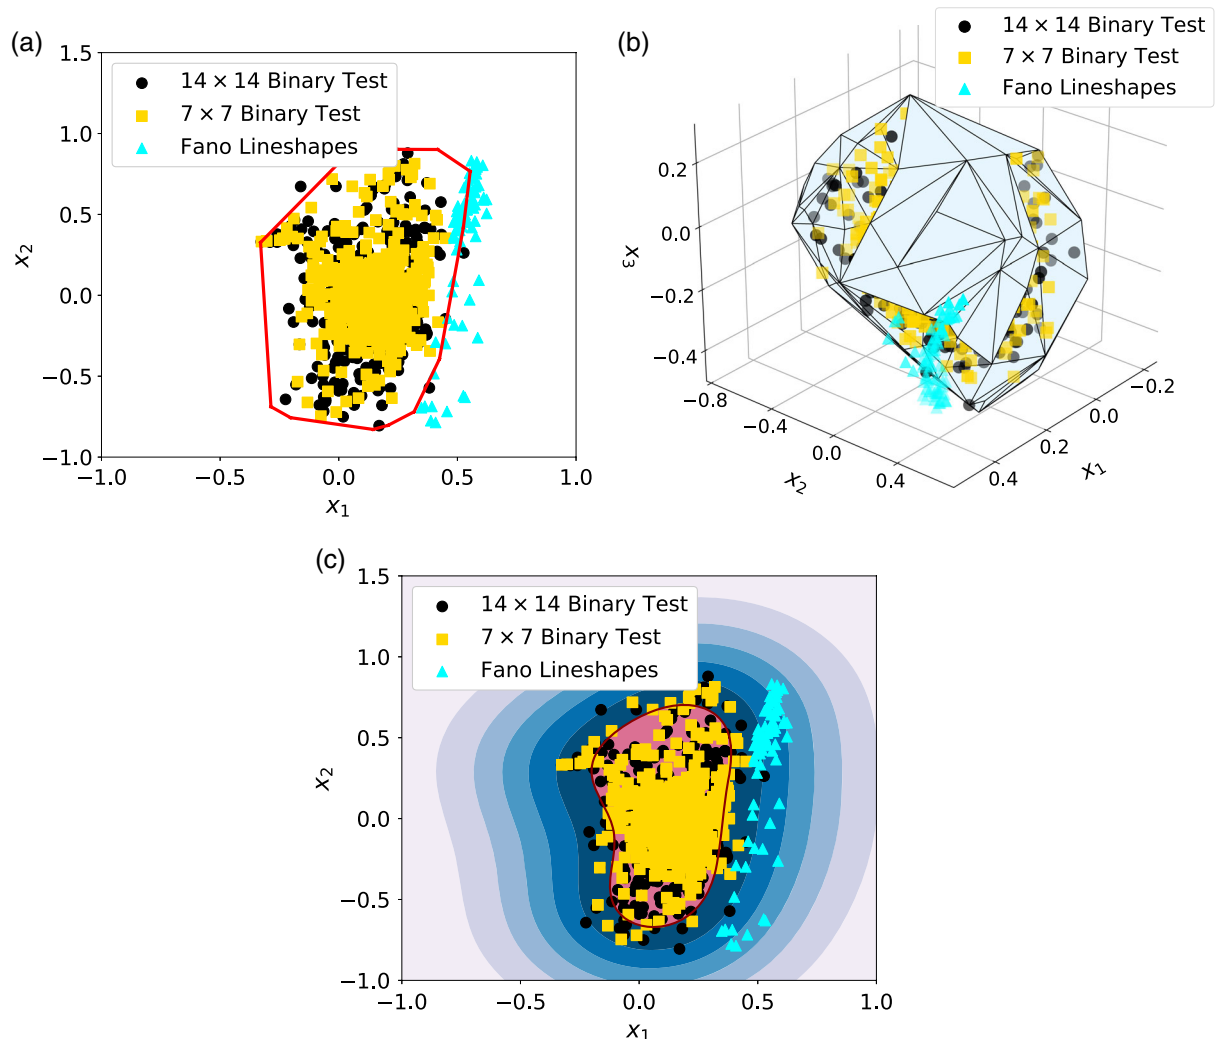 (a)
14 × 14 Binary Test
7 × 7 Binary Test
Fano Lineshapes
1.5
1.0
0.5
0.0
−0.5
−1.0
x2
−1.0
−0.5
0.0
0.5
1.0
x1
(b)
14 × 14 Binary Test
7 × 7 Binary Test
Fano Lineshapes
0.2
0.0
−0.2
−0.4
x3
−0.8
−0.4
0.0
0.4
x2
−0.2
0.0
0.2
0.4
x1
(c)
14 × 14 Binary Test
7 × 7 Binary Test
Fano Lineshapes
1.5
1.0
0.5
0.0
−0.5
−1.0
x2
−1.0
−0.5
0.0
0.5
1.0
x1